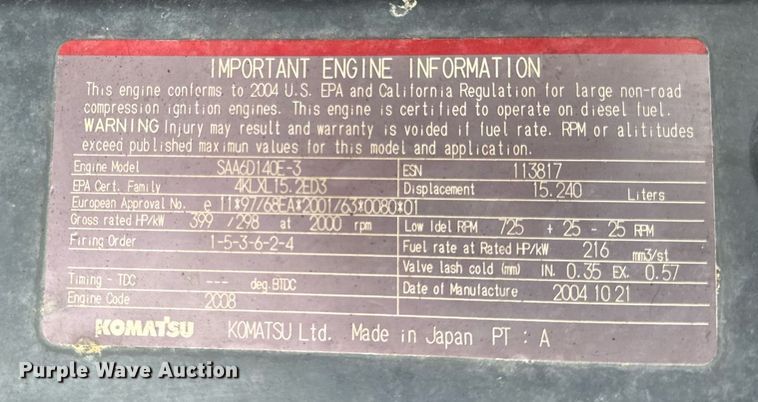 IMPORTANT ENGINE INFORMATION
This engine conforms to 2004 U.S. EPA and California Regulation for large non-road
compression ignition engines. This engine is certified to operate on diesel fuel.
WARNING Injury may result and warranty is voided if fuel rate. RPM or alititudes
exceed published maximun values for this model and application.
Engine Model SAA6D140E-3 ESN 113817
EPA Cert. Family 4KLXL15.2ED3 Displacement 15.240 Liters
European Approval No. e 11*97/68EA*2001/63*0080*01
Gross rated HP/kW 399 / 298 at 2000 rpm Low Idel RPM 725 + 25 - 25 RPM
Firing Order 1-5-3-6-2-4 Fuel rate at Rated HP/kW 216 mm3/st
Valve lash cold (mm) IN. 0.35 EX. 0.57
Timing - TDC --- deg.BTDC Date of Manufacture 2004 10 21
Engine Code 2C08
KOMATSU KOMATSU Ltd. Made in Japan PT : A
Purple Wave Auction